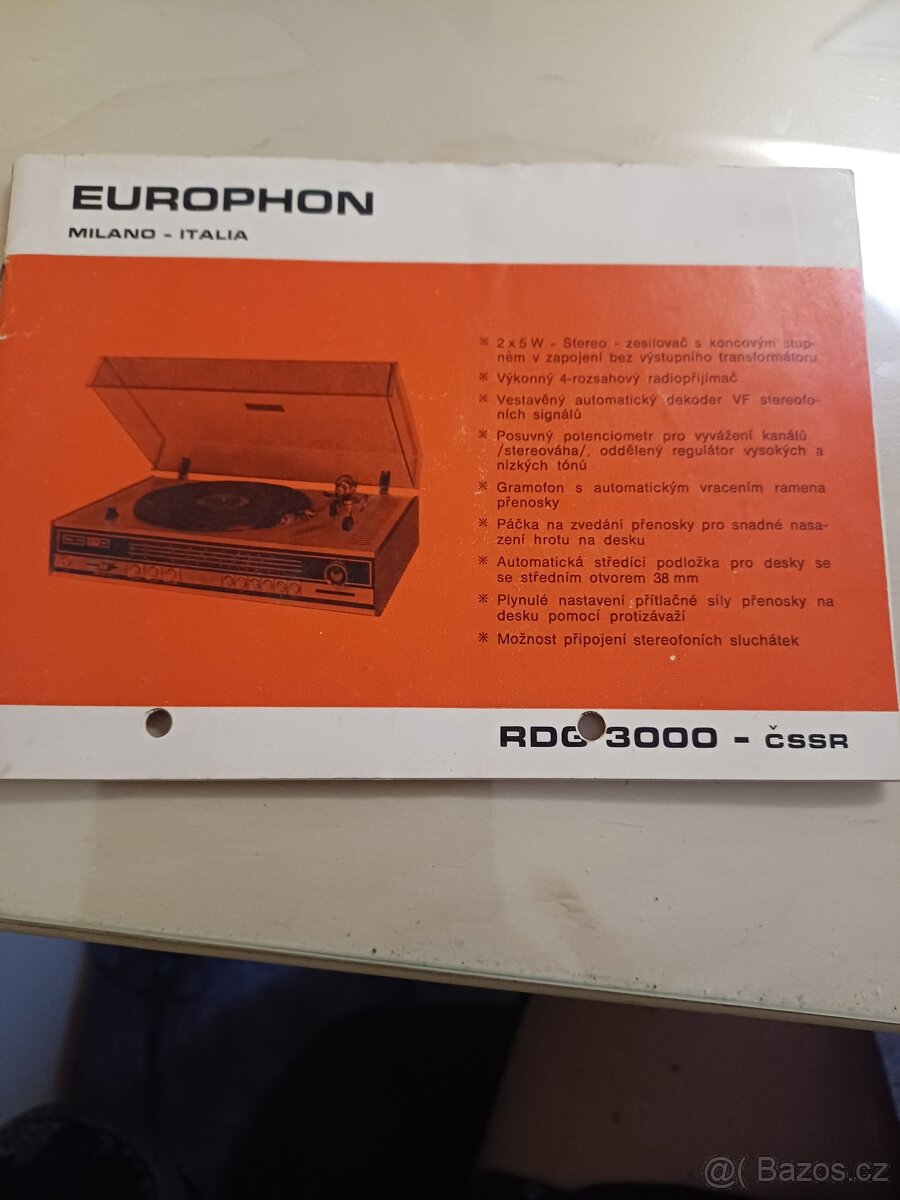 EUROPHON
MILANO - ITALIA
※ 2 x 5 W - Stereo - zesilovač s koncovým stup-
něm v zapojení bez výstupního transformátoru
※ Výkonný 4-rozsahový radiopřijímač
※ Vestavěný automatický dekoder VF stereofo-
ních signálů
※ Posuvný potenciometr pro vyvážení kanálů
/stereováha/, oddělený regulátor vysokých a
nízkých tónů
※ Gramofon s automatickým vracením ramena
přenosky
※ Páčka na zvedání přenosky pro snadné nasa-
zení hrotu na desku
※ Automatická středící podložka pro desky se
se středním otvorem 38 mm
※ Plynulé nastavení přítlačné síly přenosky na
desku pomocí protizávaží
※ Možnost připojení stereofoních sluchátek
RDG 3000 - ČSSR
@( Bazos.cz